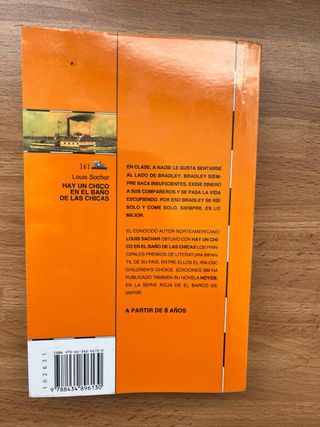 161
Louis Sachar
HAY UN CHICO
EN EL BAÑO
DE LAS CHICAS
EN CLASE, A NADIE LE GUSTA SENTARSE
AL LADO DE BRADLEY. BRADLEY SIEM-
PRE SACA INSUFICIENTES, EXIGE DINERO
A SUS COMPAÑEROS Y SE PASA LA VIDA
ESCUPIENDO. POR ESO BRADLEY SE RÍE
SOLO Y COME SOLO. SIEMPRE. ES LO
MEJOR.
EL CONOCIDO AUTOR NORTEAMERICANO
LOUIS SACHAR OBTUVO CON HAY UN CHI-
CO EN EL BAÑO DE LAS CHICAS LOS PRIN-
CIPALES PREMIOS DE LITERATURA INFAN-
TIL DE SU PAÍS, ENTRE ELLOS EL IRA-CBC
CHILDREN'S CHOICE. EDICIONES SM HA
PUBLICADO TAMBIÉN SU NOVELA HOYOS,
EN LA SERIE ROJA DE EL BARCO DE
VAPOR.
A PARTIR DE 8 AÑOS
102631
9788434896130